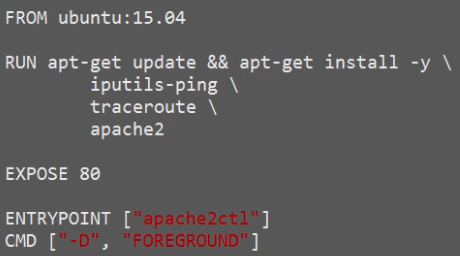 FROM ubuntu:15.04
RUN apt-get update && apt-get install -y \
iputils-ping \
traceroute \
apache2
EXPOSE 80
ENTRYPOINT ["apache2ctl"]
CMD ["-D", "FOREGROUND"]